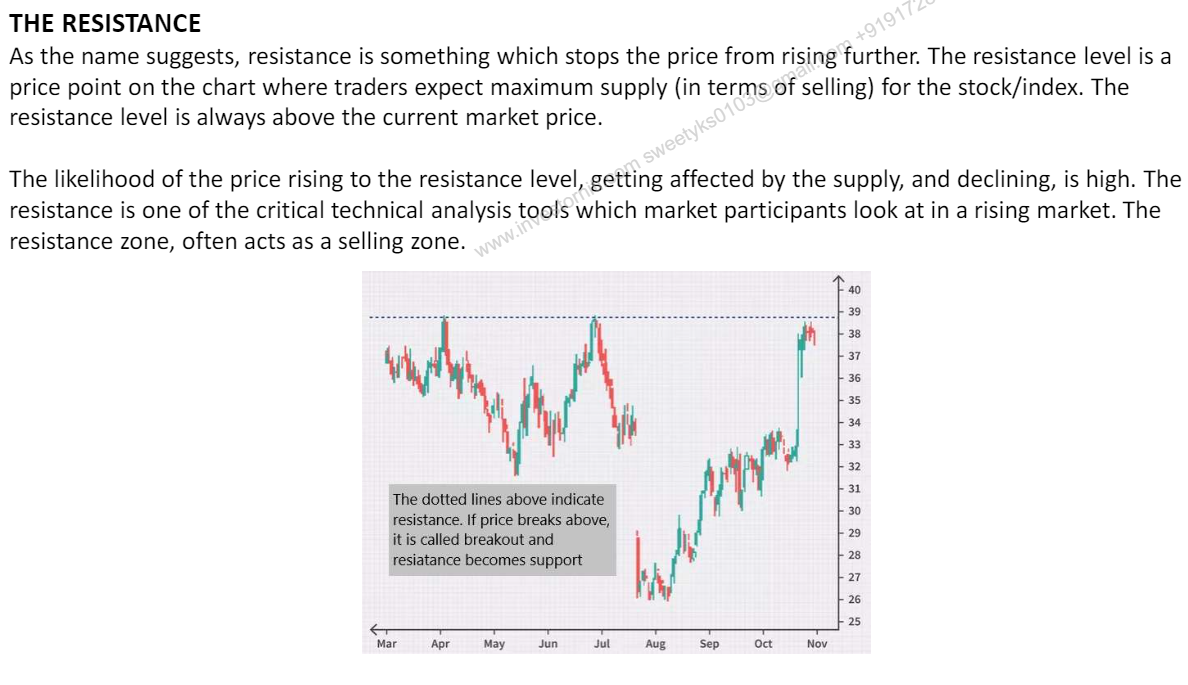 THE RESISTANCE
As the name suggests, resistance is something which stops the price from rising further. The resistance level is a
price point on the chart where traders expect maximum supply (in terms of selling) for the stock/index. The
resistance level is always above the current market price.
The likelihood of the price rising to the resistance level, getting affected by the supply, and declining, is high. The
resistance is one of the critical technical analysis tools which market participants look at in a rising market. The
resistance zone, often acts as a selling zone.
40
39
38
37
36
35
34
33
32
31
30
29
28
27
26
25
The dotted lines above indicate
resistance. If price breaks above,
it is called breakout and
resiatance becomes support
Mar Apr May Jun Jul Aug Sep Oct Nov